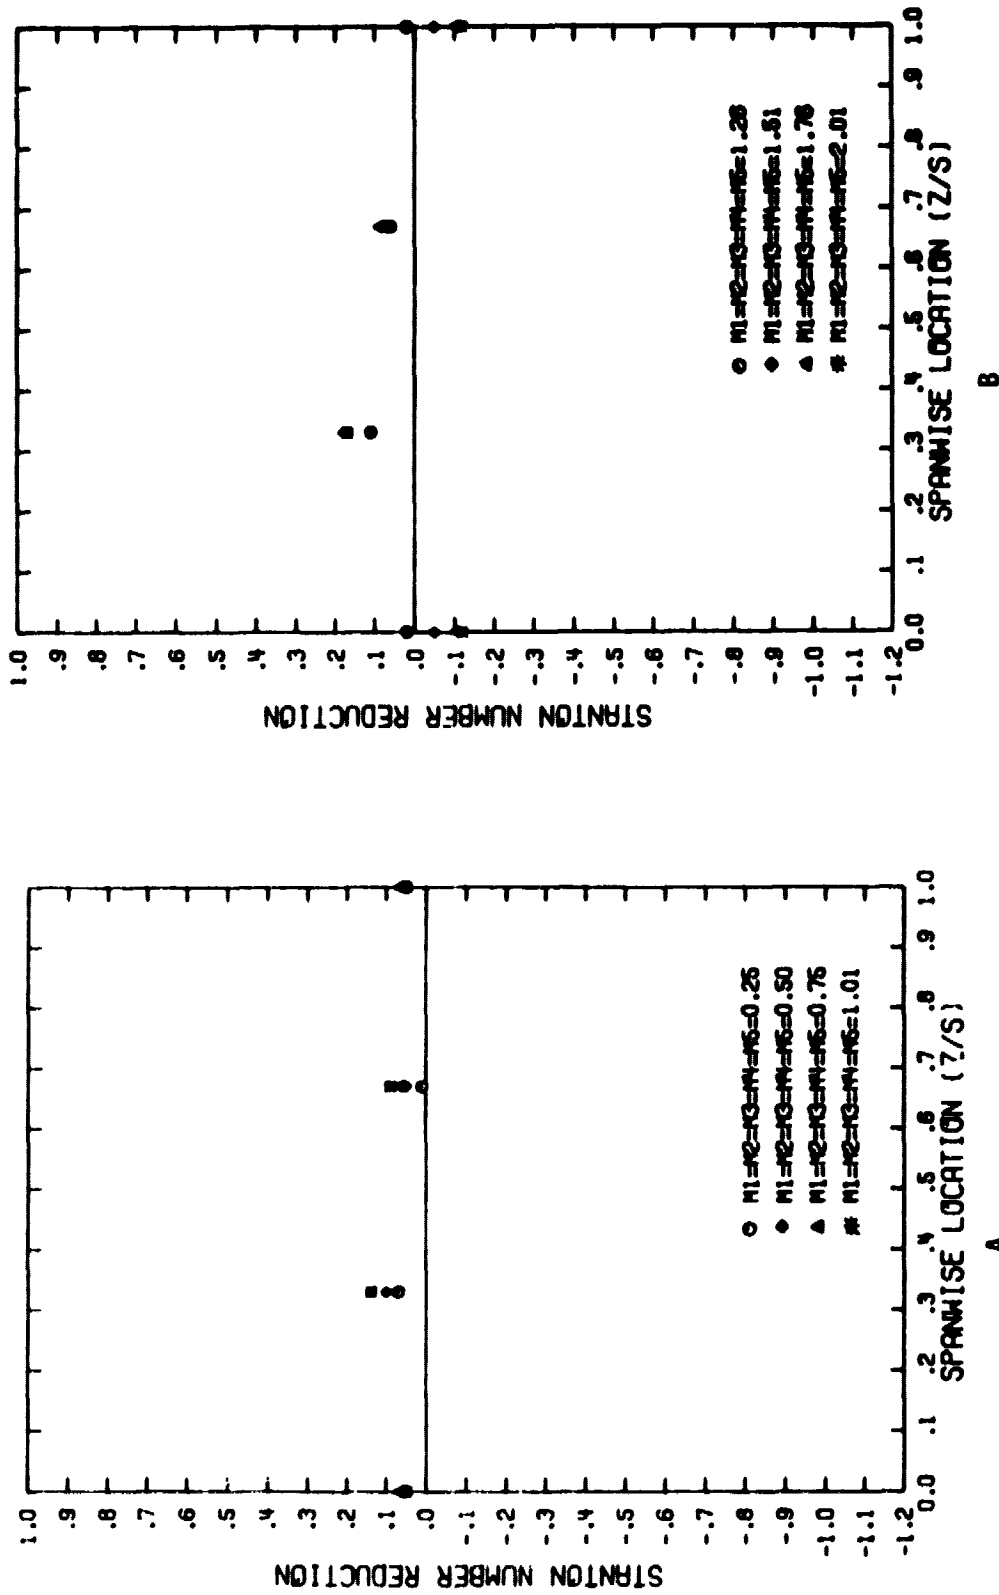 STANTON NUMBER REDUCTION
1.0
.9
.8
.7
.6
.5
.4
.3
.2
.1
.0
-.1
-.2
-.3
-.4
-.5
-.6
-.7
-.8
-.9
-1.0
-1.1
-1.2
0.0 .1 .2 .3 .4 .5 .6 .7 .8 .9 1.0
SPANWISE LOCATION (Z/S)
M1=M2=M3=M4=M5=0.25
M1=M2=M3=M4=M5=0.50
M1=M2=M3=M4=M5=0.75
M1=M2=M3=M4=M5=1.01
A
STANTON NUMBER REDUCTION
1.0
.9
.8
.7
.6
.5
.4
.3
.2
.1
.0
-.1
-.2
-.3
-.4
-.5
-.6
-.7
-.8
-.9
-1.0
-1.1
-1.2
0.0 .1 .2 .3 .4 .5 .6 .7 .8 .9 1.0
SPANWISE LOCATION (Z/S)
M1=M2=M3=M4=M5=1.26
M1=M2=M3=M4=M5=1.51
M1=M2=M3=M4=M5=1.76
M1=M2=M3=M4=M5=2.01
B